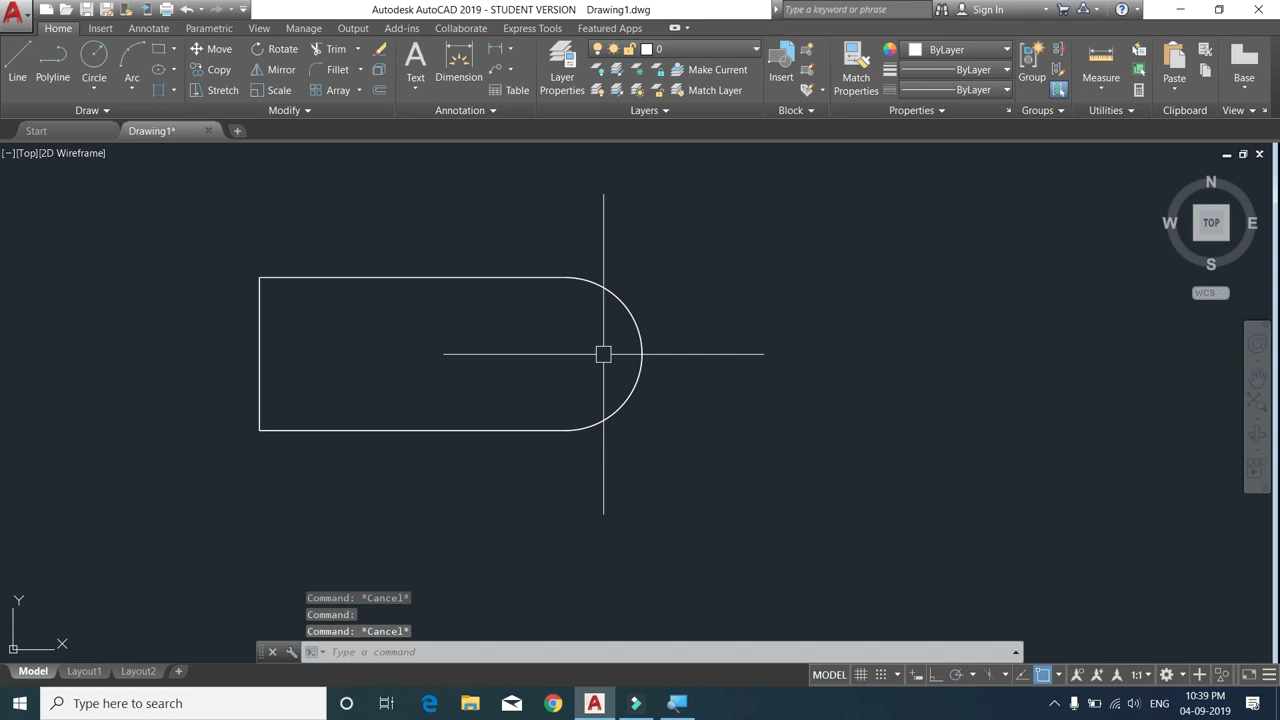 Autodesk AutoCAD 2019 - STUDENT VERSION Drawing1.dwg
Type a keyword or phrase
Sign In
Home Insert Annotate Parametric View Manage Output Add-ins Collaborate Express Tools Featured Apps
Line
Polyline
Circle
Arc
Move
Rotate
Trim
Copy
Mirror
Fillet
Stretch
Scale
Array
Text
Dimension
Table
Layer
Properties
0
Make Current
Match Layer
Insert
Match
Properties
ByLayer
ByLayer
ByLayer
Group
Measure
Paste
Base
Draw Modify Annotation Layers Block Properties Groups Utilities Clipboard View
Start Drawing1*
[−][Top][2D Wireframe]
N
W TOP E
S
WCS
Y
X
Command: *Cancel*
Command:
Command: *Cancel*
Type a command
Model Layout1 Layout2
MODEL
1:1
Type here to search
ENG
10:39 PM
04-09-2019